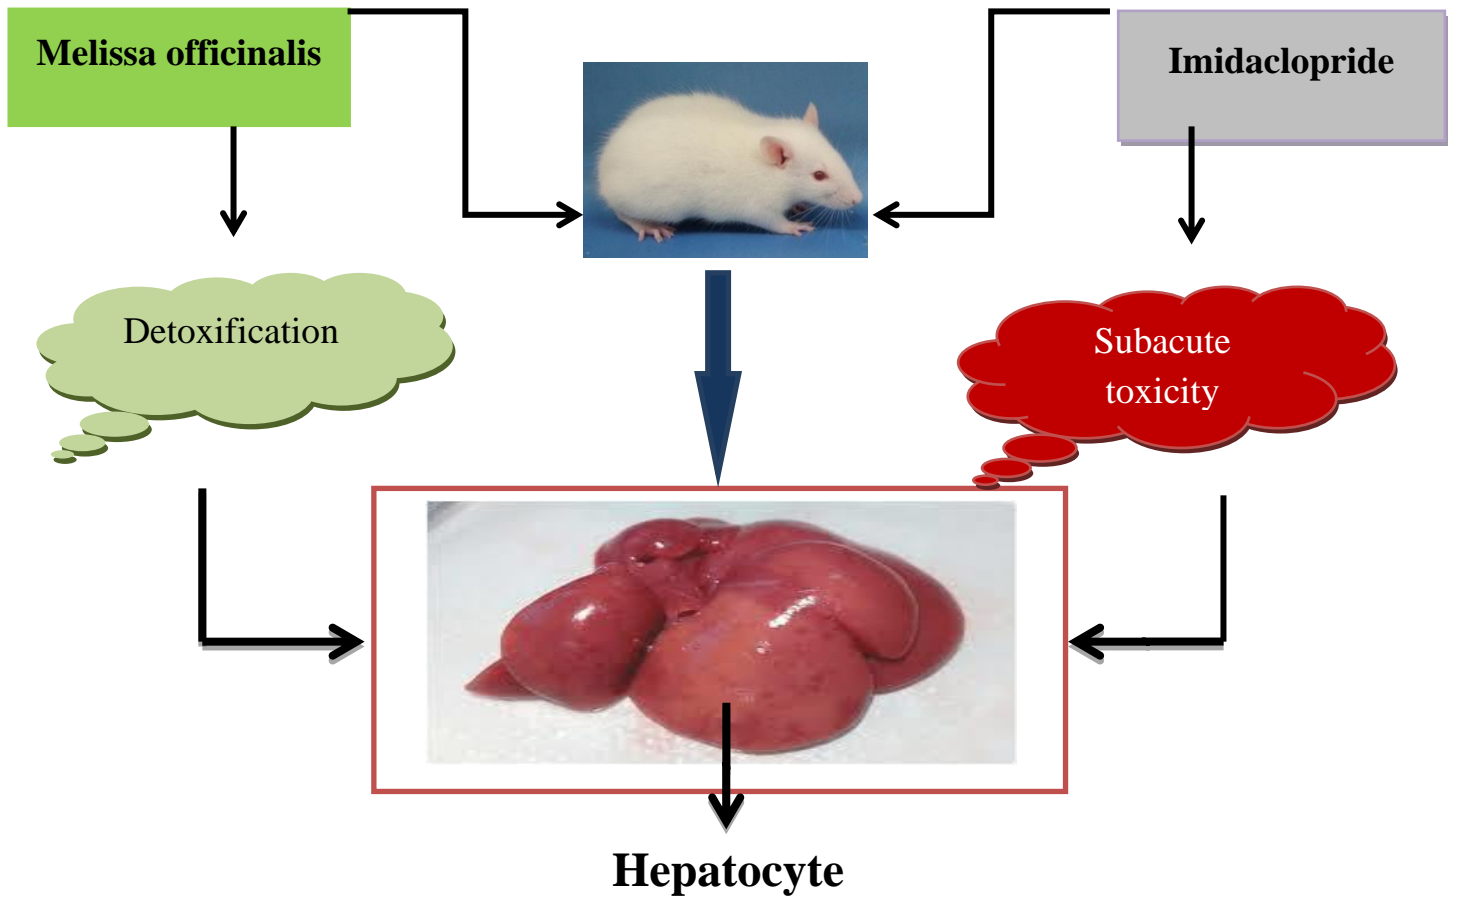 Melissa officinalis
Imidaclopride
Detoxification
Subacute
toxicity
Hepatocyte